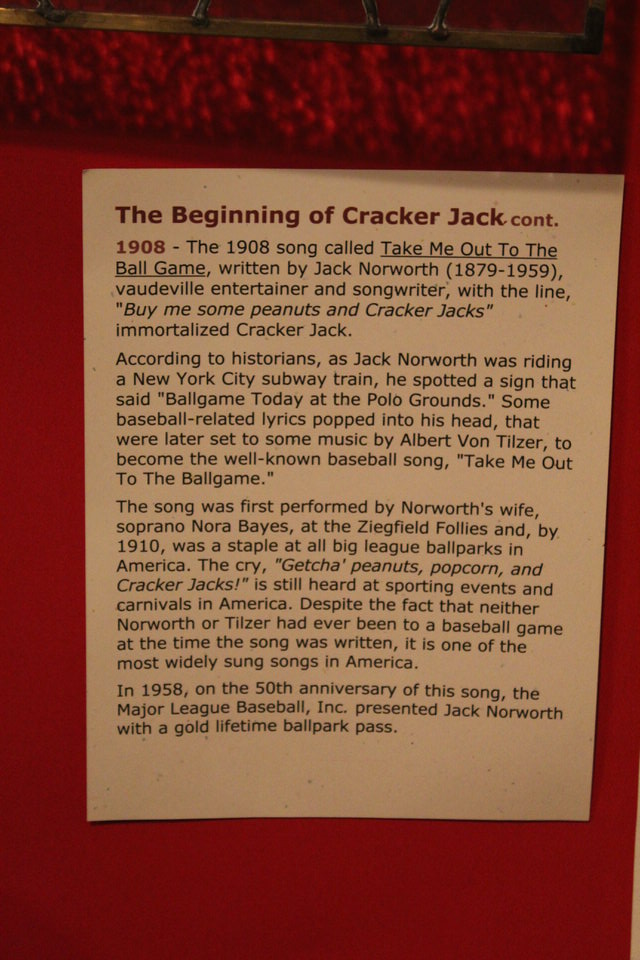 The Beginning of Cracker Jack cont.
1908 - The 1908 song called Take Me Out To The
Ball Game, written by Jack Norworth (1879-1959),
vaudeville entertainer and songwriter, with the line,
"Buy me some peanuts and Cracker Jacks"
immortalized Cracker Jack.
According to historians, as Jack Norworth was riding
a New York City subway train, he spotted a sign that
said "Ballgame Today at the Polo Grounds." Some
baseball-related lyrics popped into his head, that
were later set to some music by Albert Von Tilzer, to
become the well-known baseball song, "Take Me Out
To The Ballgame."
The song was first performed by Norworth's wife,
soprano Nora Bayes, at the Ziegfield Follies and, by
1910, was a staple at all big league ballparks in
America. The cry, "Getcha' peanuts, popcorn, and
Cracker Jacks!" is still heard at sporting events and
carnivals in America. Despite the fact that neither
Norworth or Tilzer had ever been to a baseball game
at the time the song was written, it is one of the
most widely sung songs in America.
In 1958, on the 50th anniversary of this song, the
Major League Baseball, Inc. presented Jack Norworth
with a gold lifetime ballpark pass.